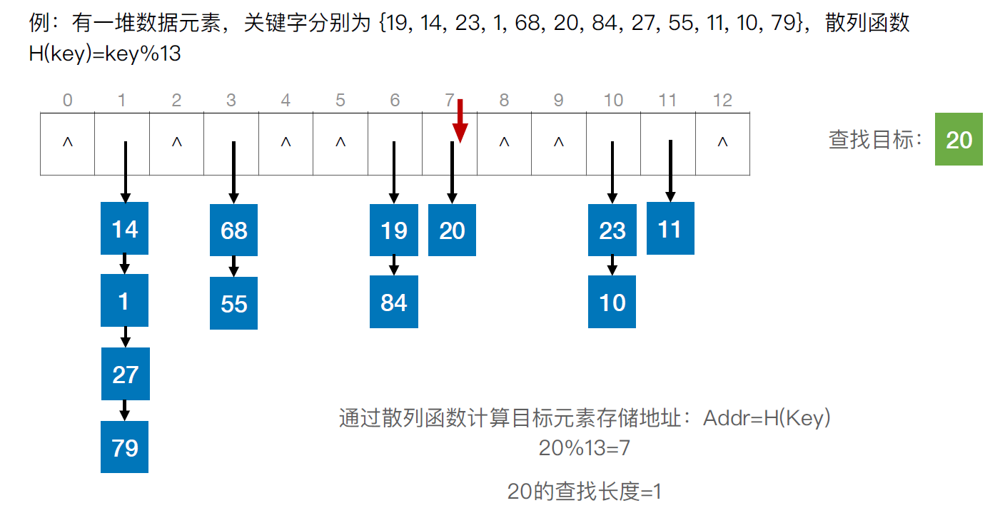 例：有一堆数据元素，关键字分别为 {19, 14, 23, 1, 68, 20, 84, 27, 55, 11, 10, 79}，散列函数
H(key)=key%13
0 1 2 3 4 5 6 7 8 9 10 11 12
^ ^ ^ ^ ^ ^ ^
查找目标： 20
14 68 19 20 23 11
1 55 84 10
27
79
通过散列函数计算目标元素存储地址：Addr=H(Key)
20%13=7
20的查找长度=1